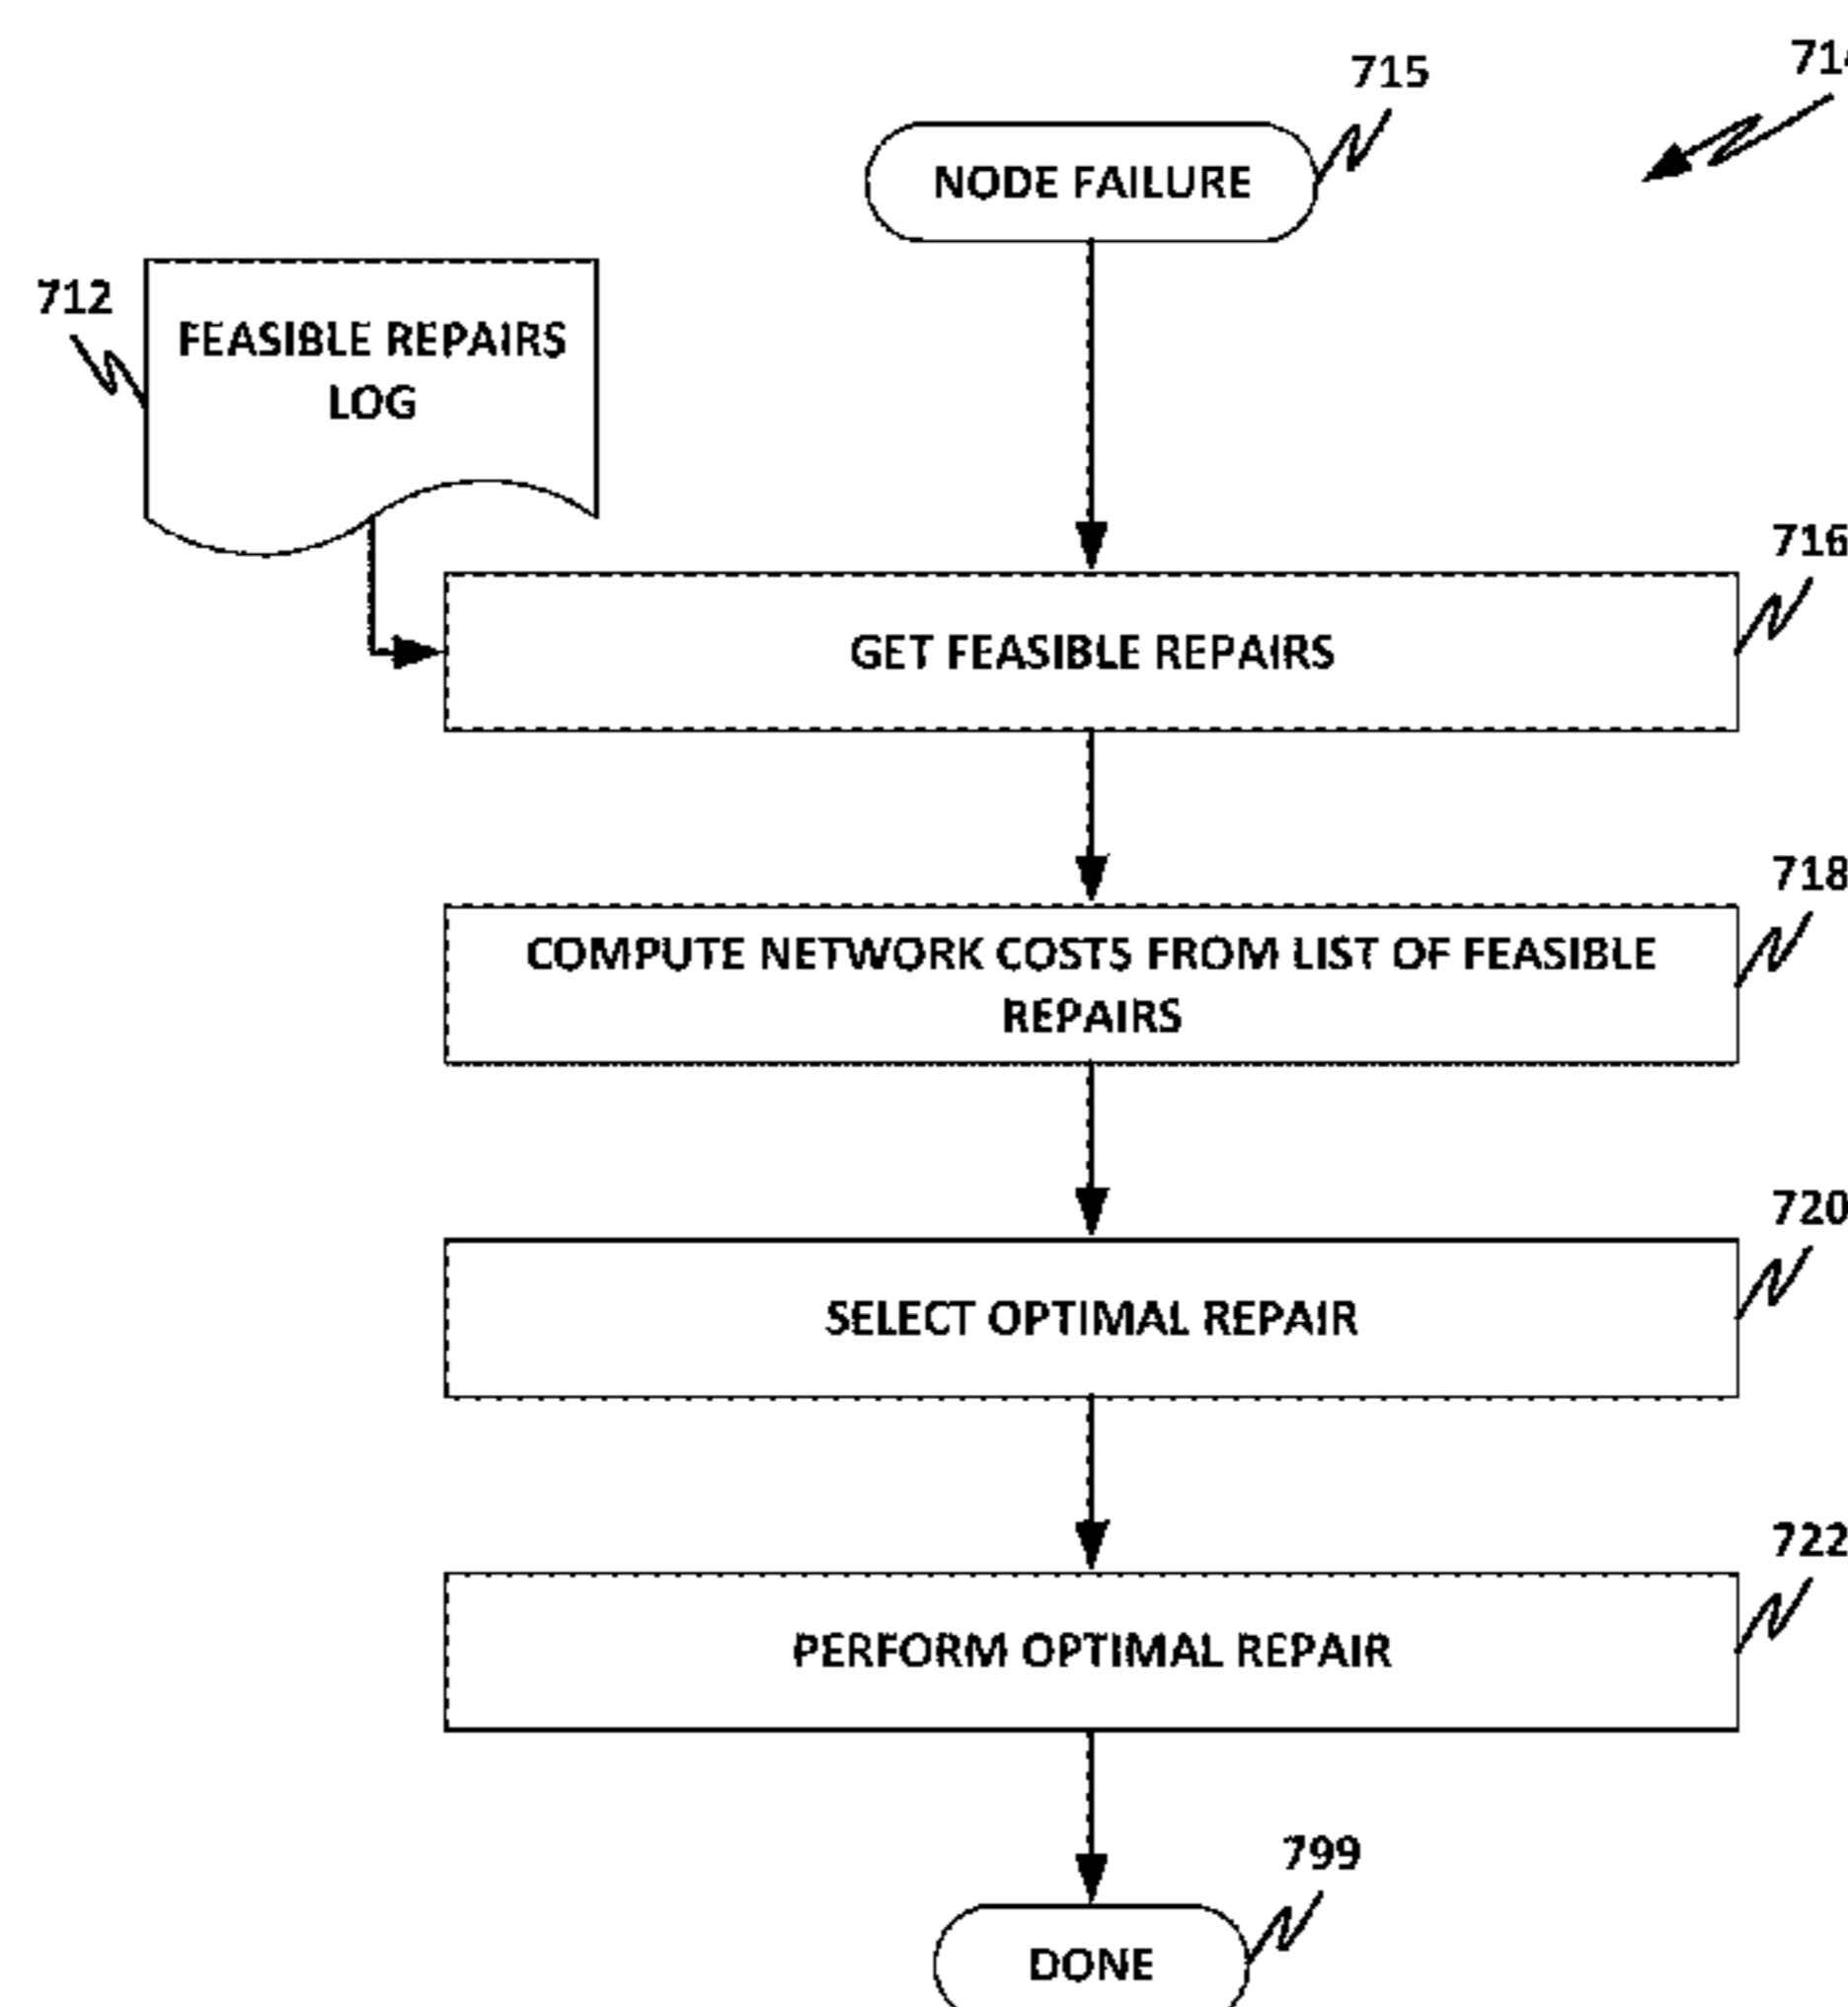 715
NODE FAILURE
712
FEASIBLE REPAIRS
LOG
716
GET FEASIBLE REPAIRS
718
COMPUTE NETWORK COSTS FROM LIST OF FEASIBLE
REPAIRS
720
SELECT OPTIMAL REPAIR
722
PERFORM OPTIMAL REPAIR
799
DONE